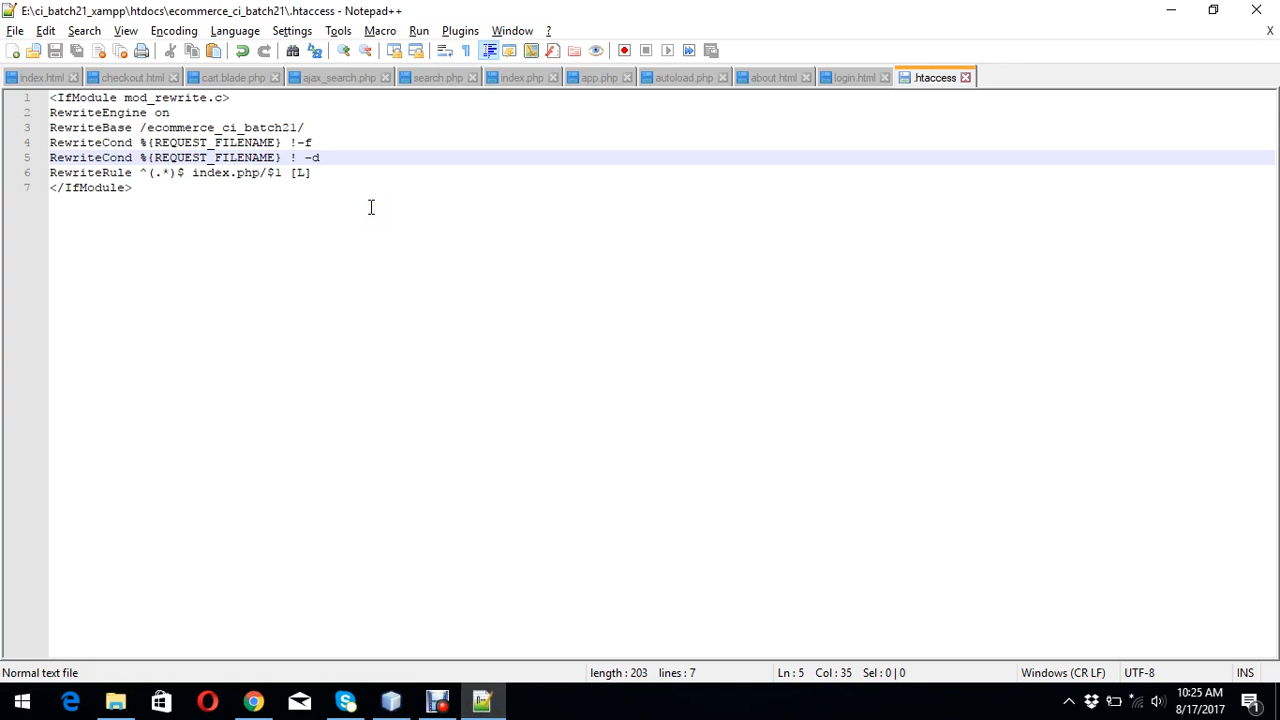 E:\ci_batch21_xampp\htdocs\ecommerce_ci_batch21\.htaccess - Notepad++
File Edit Search View Encoding Language Settings Tools Macro Run Plugins Window ? X
index.html checkout.html cart.blade.php ajax_search.php search.php index.php app.php autoload.php about.html login.html .htaccess
1 <IfModule mod_rewrite.c>
2 RewriteEngine on
3 RewriteBase /ecommerce_ci_batch21/
4 RewriteCond %{REQUEST_FILENAME} !-f
5 RewriteCond %{REQUEST_FILENAME} ! -d
6 RewriteRule ^(.*)$ index.php/$1 [L]
7 </IfModule>
Normal text file length : 203 lines : 7 Ln : 5 Col : 35 Sel : 0 | 0 Windows (CR LF) UTF-8 INS
10:25 AM
8/17/2017